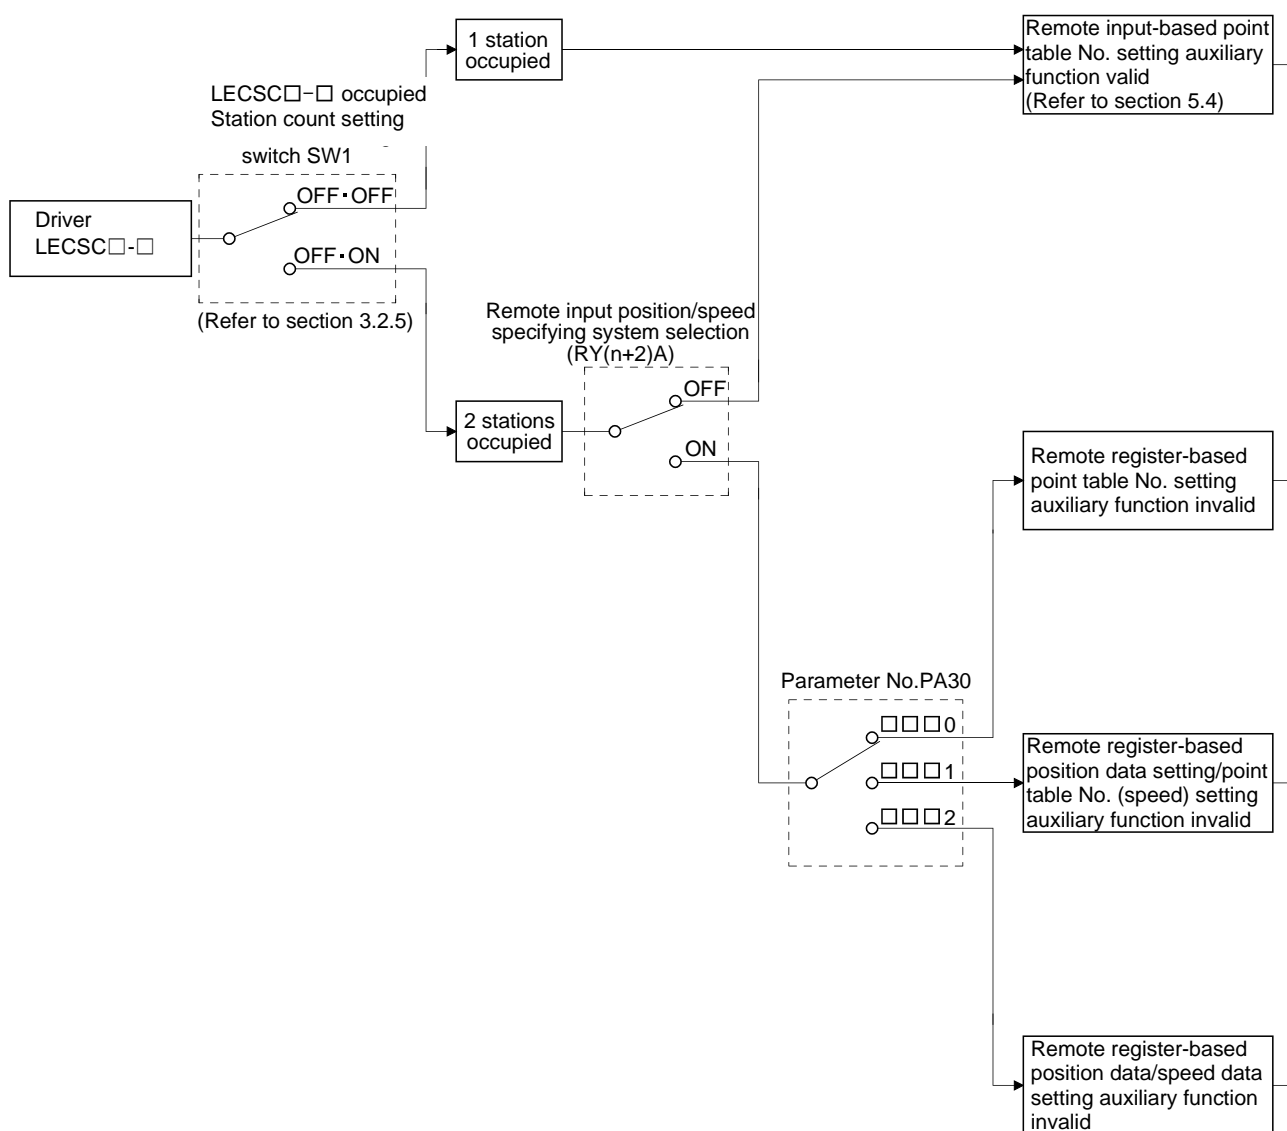 1 station
occupied
Remote input-based point
table No. setting auxiliary
function valid
(Refer to section 5.4)
LECSC□-□ occupied
Station count setting
switch SW1
OFF·OFF
OFF·ON
Driver
LECSC□-□
(Refer to section 3.2.5)
Remote input position/speed
specifying system selection
(RY(n+2)A)
OFF
ON
2 stations
occupied
Remote register-based
point table No. setting
auxiliary function invalid
Parameter No.PA30
□□□0
□□□1
□□□2
Remote register-based
position data setting/point
table No. (speed) setting
auxiliary function invalid
Remote register-based
position data/speed data
setting auxiliary function
invalid